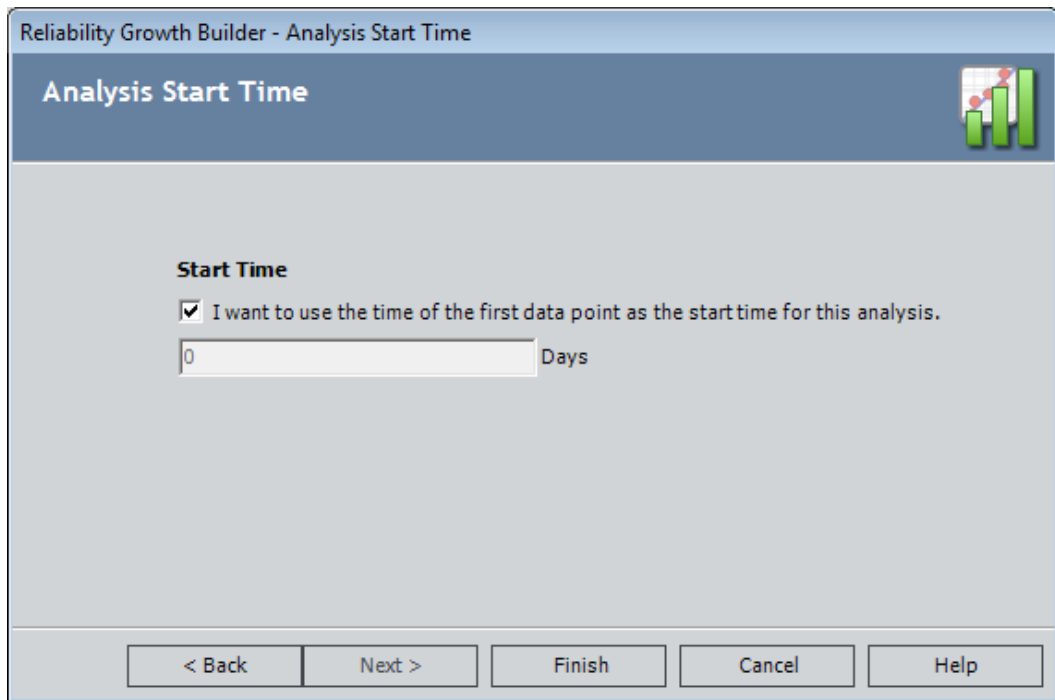 Reliability Growth Builder - Analysis Start Time
Analysis Start Time
Start Time
I want to use the time of the first data point as the start time for this analysis.
0 Days
< Back Next > Finish Cancel Help